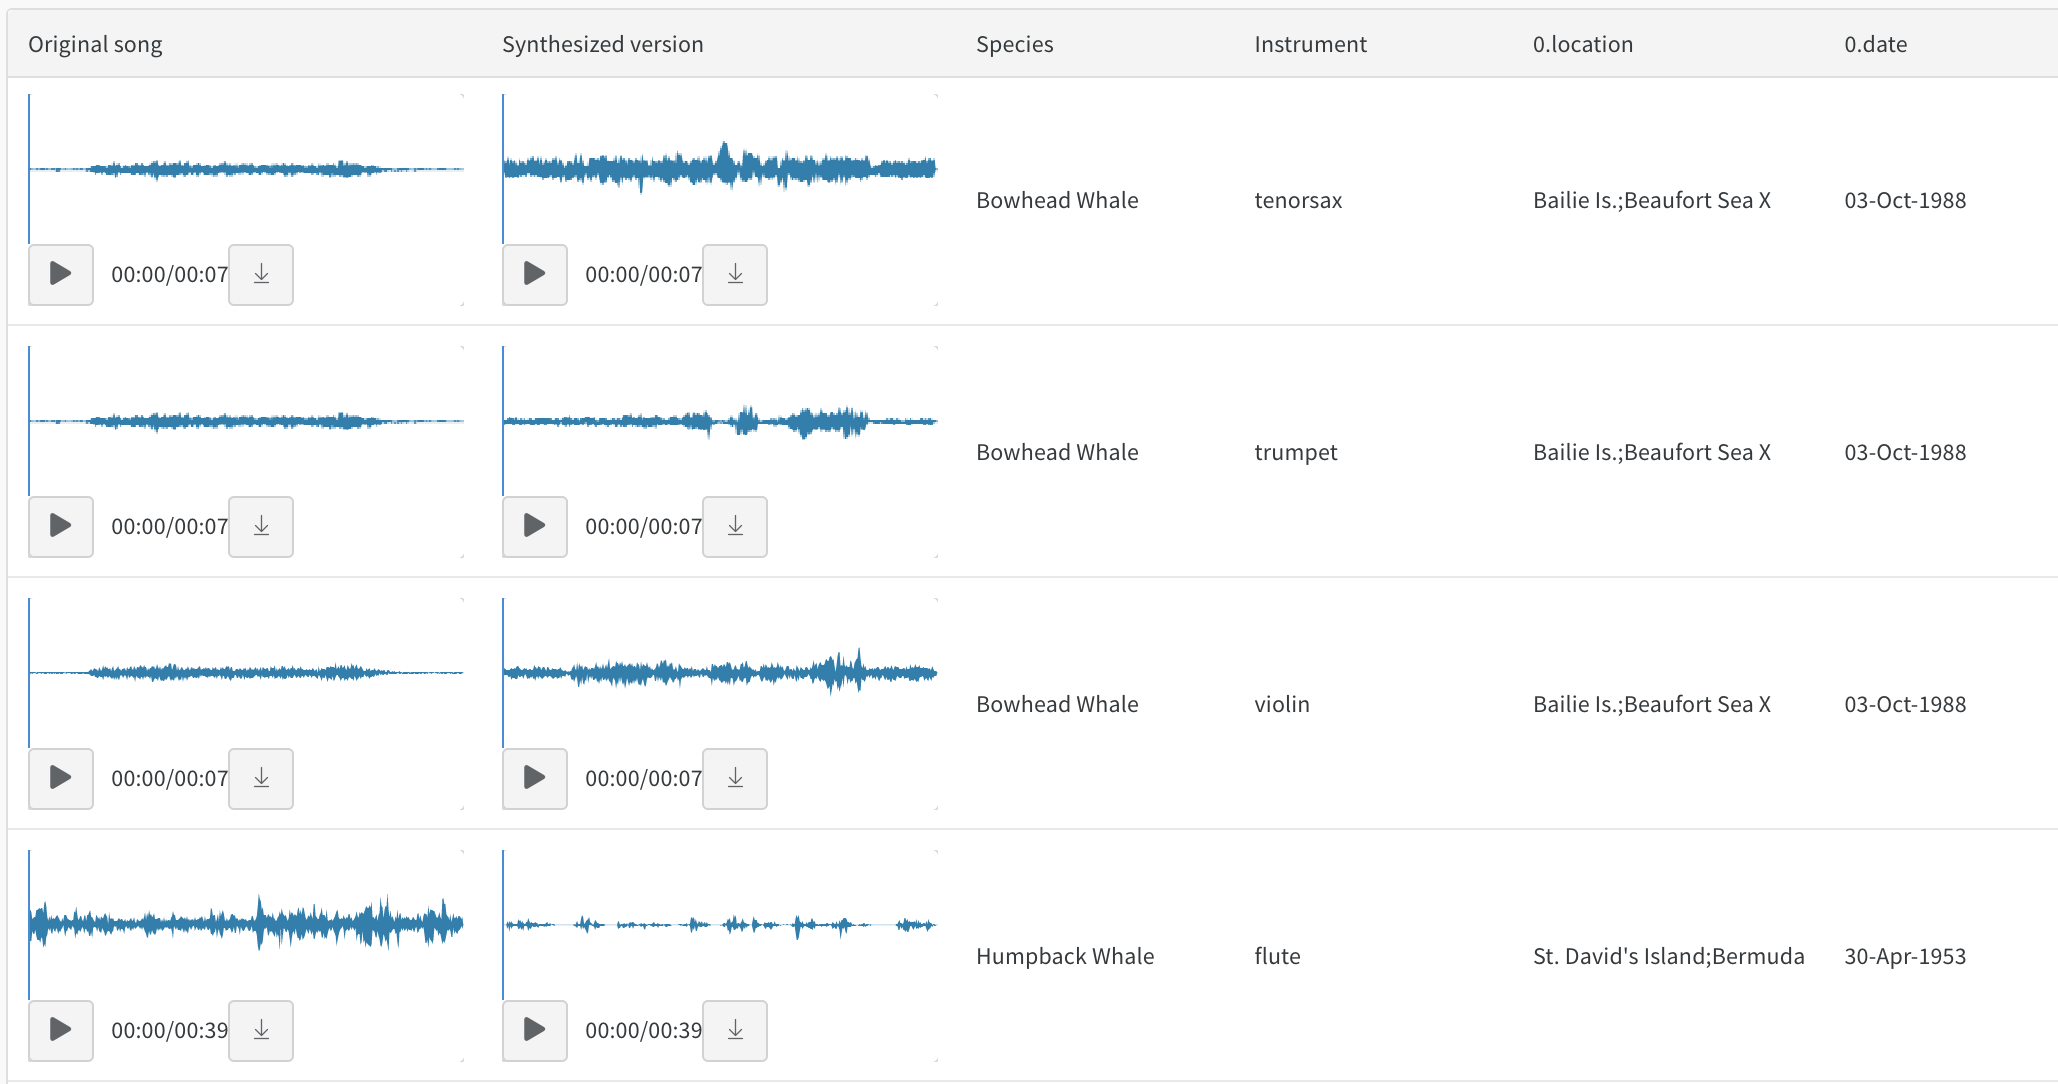 Original song Synthesized version Species Instrument 0.location 0.date
Bowhead Whale tenorsax Bailie Is.;Beaufort Sea X 03-Oct-1988
00:00/00:07 00:00/00:07
Bowhead Whale trumpet Bailie Is.;Beaufort Sea X 03-Oct-1988
00:00/00:07 00:00/00:07
Bowhead Whale violin Bailie Is.;Beaufort Sea X 03-Oct-1988
00:00/00:07 00:00/00:07
Humpback Whale flute St. David's Island;Bermuda 30-Apr-1953
00:00/00:39 00:00/00:39